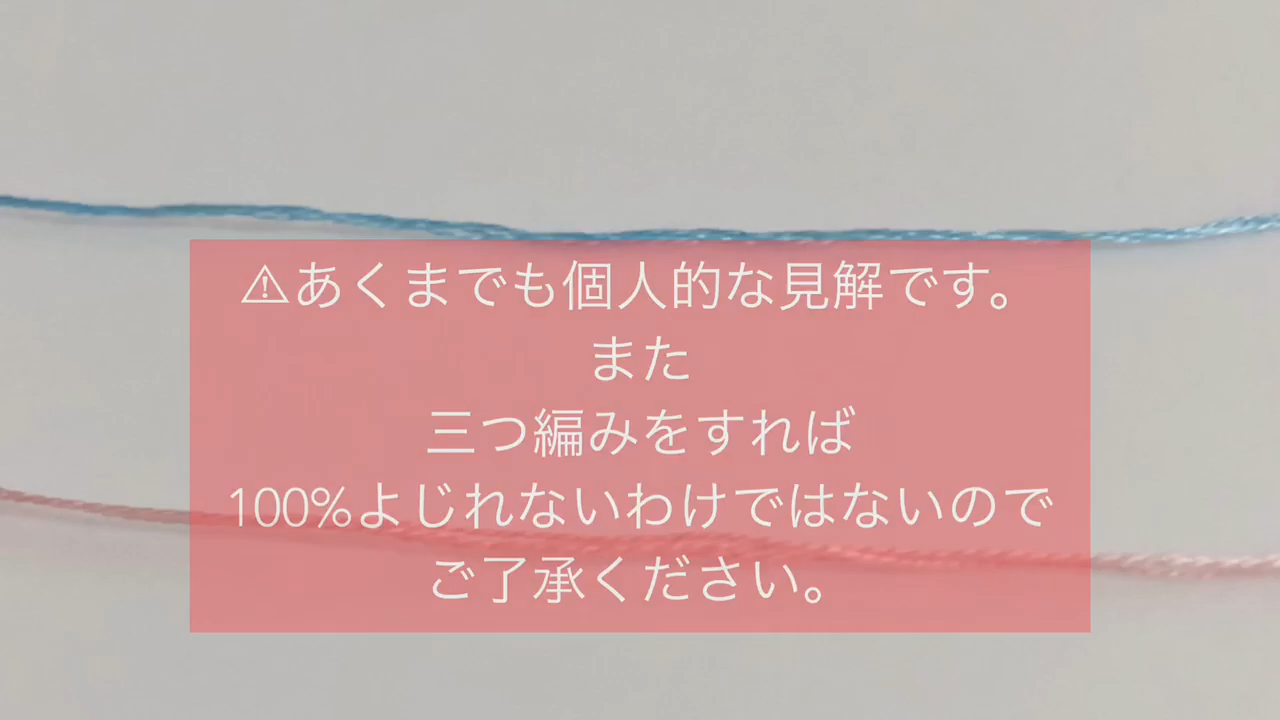 ⚠あくまでも個人的な見解です。
また
三つ編みをすれば
100%よじれないわけではないので
ご了承ください。